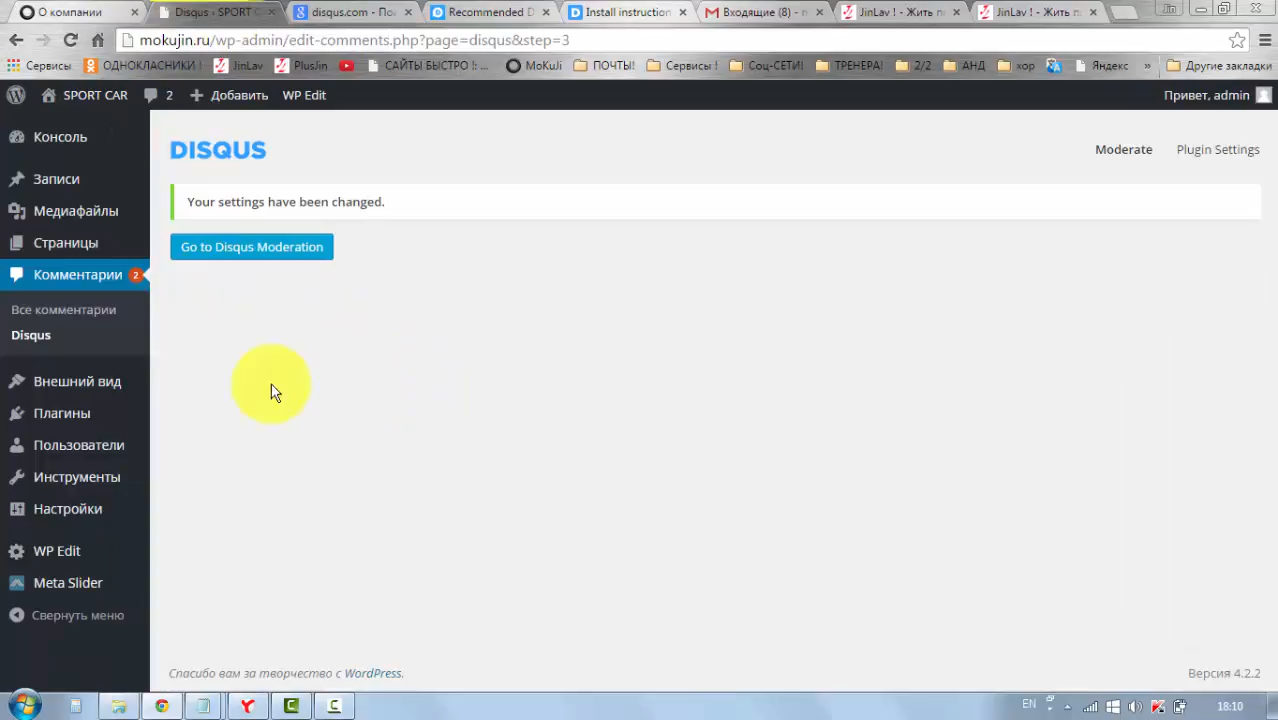 О компании
Disqus ‹ SPORT C
disqus.com - По
Recommended D
Install instruction
Входящие (8) - m
JinLav ! - Жить п
JinLav ! - Жить п
Jin
mokujin.ru/wp-admin/edit-comments.php?page=disqus&step=3
Сервисы
ОДНОКЛАСНИКИ !
JinLav
PlusJin
САЙТЫ БЫСТРО !: ...
MoKuJi
ПОЧТЫ!
Сервисы !
Соц-СЕТИ!
ТРЕНЕРА!
2/2
АНД
хор
Яндекс
»
Другие закладки
SPORT CAR
2
Добавить
WP Edit
Привет, admin
Консоль
Записи
Медиафайлы
Страницы
Комментарии 2
Все комментарии
Disqus
Внешний вид
Плагины
Пользователи
Инструменты
Настройки
WP Edit
Meta Slider
Свернуть меню
DISQUS
Moderate
Plugin Settings
Your settings have been changed.
Go to Disqus Moderation
Спасибо вам за творчество с WordPress.
Версия 4.2.2
EN
18:10